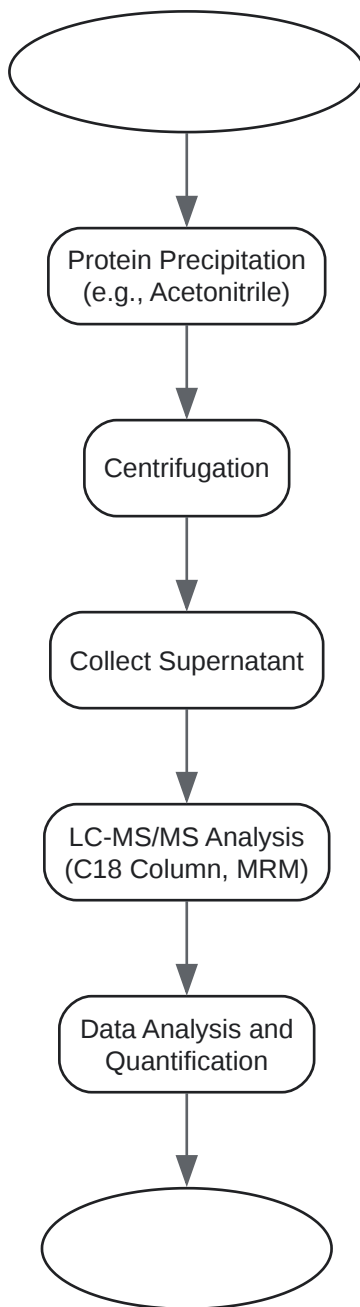 Protein Precipitation
(e.g., Acetonitrile)
Centrifugation
Collect Supernatant
LC-MS/MS Analysis
(C18 Column, MRM)
Data Analysis and
Quantification